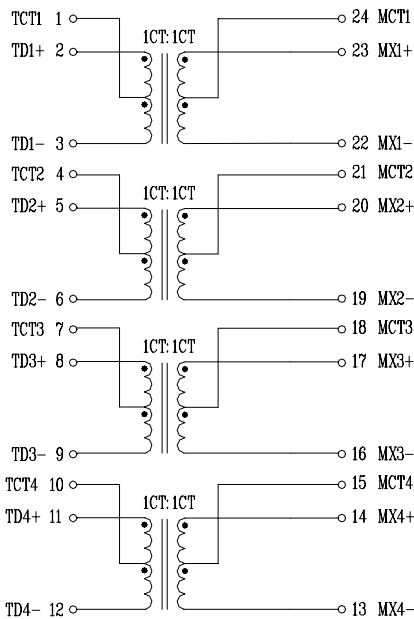 TCT1 1 24 MCT1
1CT:1CT
TD1+ 2 23 MX1+
TD1- 3 22 MX1-
TCT2 4 21 MCT2
1CT:1CT
TD2+ 5 20 MX2+
TD2- 6 19 MX2-
TCT3 7 18 MCT3
1CT:1CT
TD3+ 8 17 MX3+
TD3- 9 16 MX3-
TCT4 10 15 MCT4
1CT:1CT
TD4+ 11 14 MX4+
TD4- 12 13 MX4-